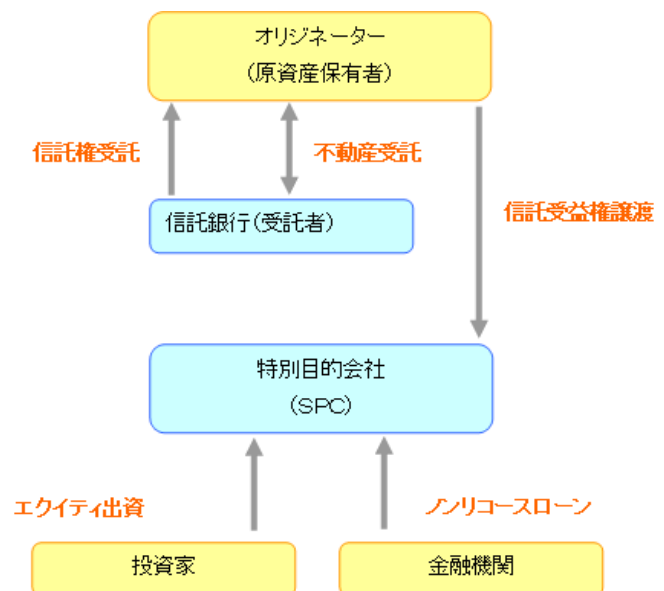 オリジネーター
(原資産保有者)
信託権受託
不動産受託
信託銀行(受託者)
信託受益権譲渡
特別目的会社
(SPC)
エクイティ出資
ノンリコースローン
投資家
金融機関